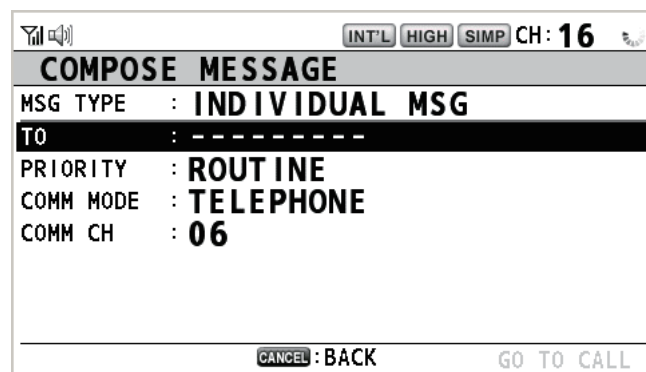 INT'L HIGH SIMP CH: 16
COMPOSE MESSAGE
MSG TYPE : INDIVIDUAL MSG
TO : ---------
PRIORITY : ROUTINE
COMM MODE : TELEPHONE
COMM CH : 06
CANCEL : BACK GO TO CALL